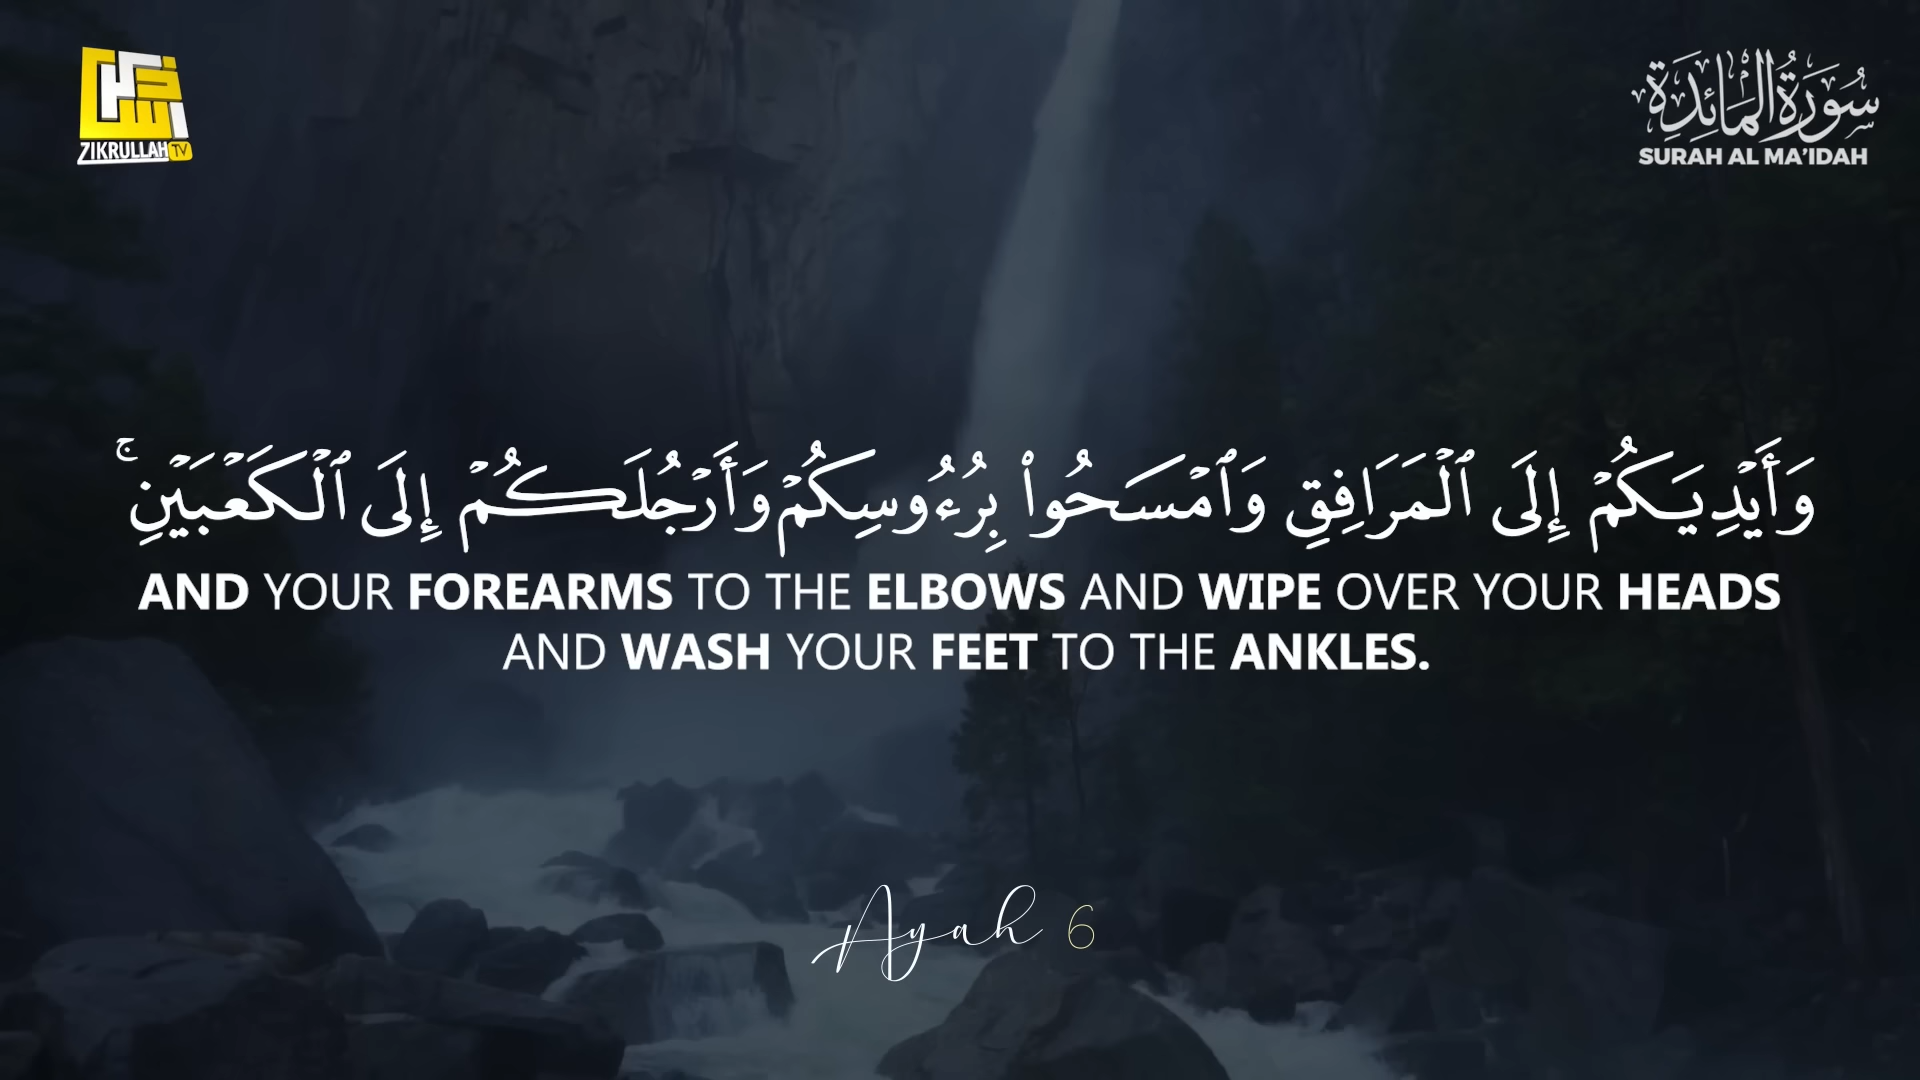 ZIKRULLAH TV
سُورَةُ الْمَائِدَةِ
SURAH AL MA'IDAH
وَأَيْدِيَكُمْ إِلَى ٱلْمَرَافِقِ وَٱمْسَحُوا۟ بِرُءُوسِكُمْ وَأَرْجُلَكُمْ إِلَى ٱلْكَعْبَيْنِ ۚ
AND YOUR FOREARMS TO THE ELBOWS AND WIPE OVER YOUR HEADS
AND WASH YOUR FEET TO THE ANKLES.
Ayah 6